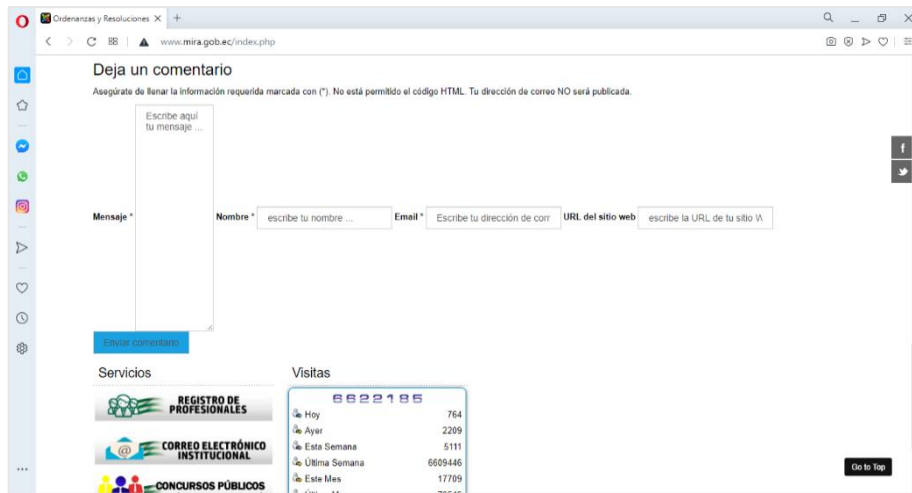 Ordenanzas y Resoluciones
www.mira.gob.ec/index.php
Deja un comentario
Asegúrate de llenar la información requerida marcada con (*). No está permitido el código HTML. Tu dirección de correo NO será publicada.
Escribe aquí
tu mensaje ...
Mensaje * Nombre * escribe tu nombre ... Email * Escribe tu dirección de corr URL del sitio web escribe la URL de tu sitio W
Enviar comentario
Servicios
REGISTRO DE
PROFESIONALES
CORREO ELECTRÓNICO
INSTITUCIONAL
CONCURSOS PÚBLICOS
Visitas
6622185
Hoy 764
Ayer 2209
Esta Semana 5111
Última Semana 6609446
Este Mes 17709
Go to Top